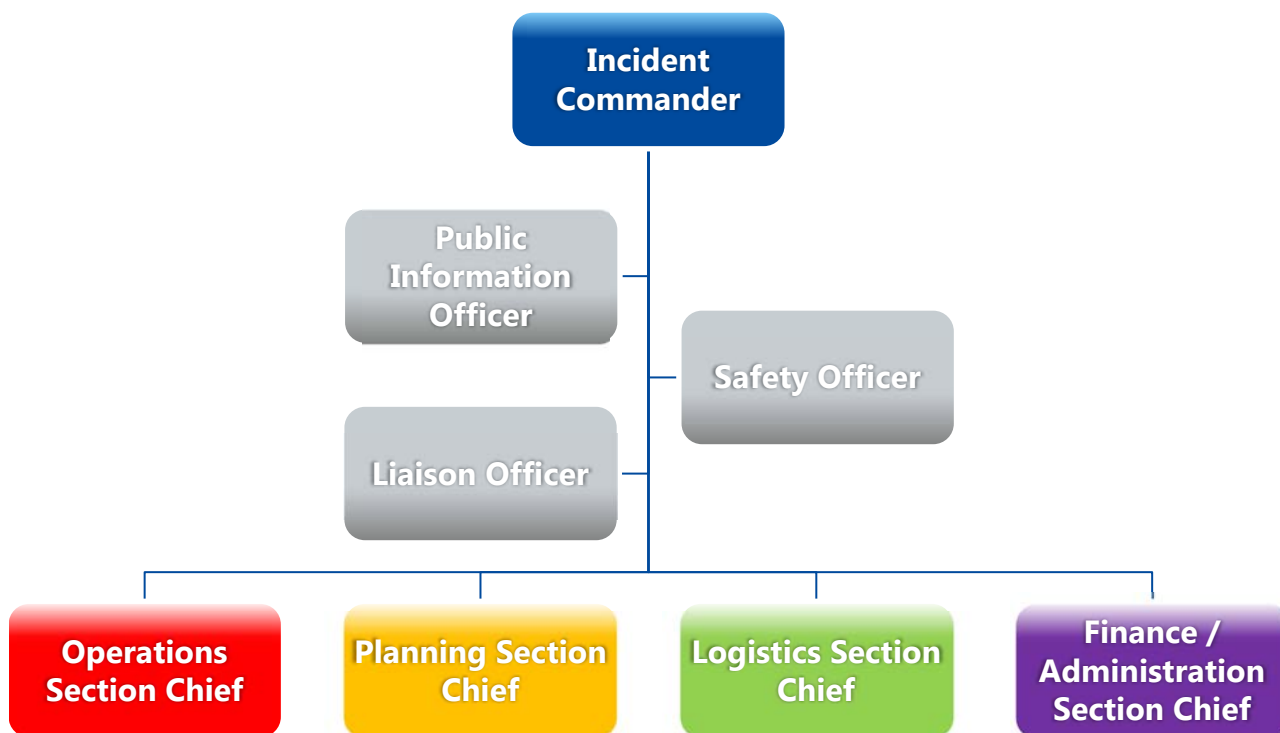 Incident
Commander
Public
Information
Officer
Safety Officer
Liaison Officer
Operations
Section Chief
Planning Section
Chief
Logistics Section
Chief
Finance /
Administration
Section Chief